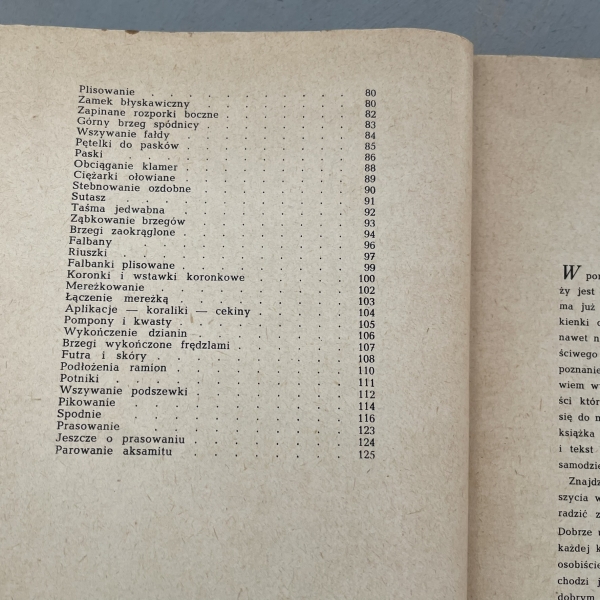 Plisowanie . . . . . . . . . 80
Zamek błyskawiczny . . . . . . . 80
Zapinane rozporki boczne . . . . . . 82
Górny brzeg spódnicy . . . . . . 83
Wszywanie fałdy . . . . . . . 84
Pętelki do pasków . . . . . . . 85
Paski . . . . . . . . . 86
Obciąganie klamer . . . . . . . 88
Ciężarki ołowiane . . . . . . . 89
Stebnowanie ozdobne . . . . . . . 90
Sutasz . . . . . . . . . 91
Taśma jedwabna . . . . . . . 92
Ząbkowanie brzegów . . . . . . . 93
Brzegi zaokrąglone . . . . . . . 94
Falbany . . . . . . . . . 96
Riuszki . . . . . . . . . 97
Falbanki plisowane . . . . . . . 99
Koronki i wstawki koronkowe . . . . . 100
Mereżkowanie . . . . . . . . 102
Łączenie mereżką . . . . . . . 103
Aplikacje — koraliki — cekiny . . . . . 104
Pompony i kwasty . . . . . . . 105
Wykończenie dzianin . . . . . . . 106
Brzegi wykończone frędzlami . . . . . 107
Futra i skóry . . . . . . . . 108
Podłożenia ramion . . . . . . . 110
Potniki . . . . . . . . . 111
Wszywanie podszewki . . . . . . . 112
Pikowanie . . . . . . . . . 114
Spodnie . . . . . . . . . 116
Prasowanie . . . . . . . . 123
Jeszcze o prasowaniu . . . . . . . 124
Parowanie aksamitu . . . . . . . 125
W
ży jest
ma już
kienki
nawet
ściwego
poznanie
wiem
ści
się do
książka
i tekst
samodzie
Znajdz
szycia
radzić
Dobrze
każdej
osobiście
chodzi
dobrym